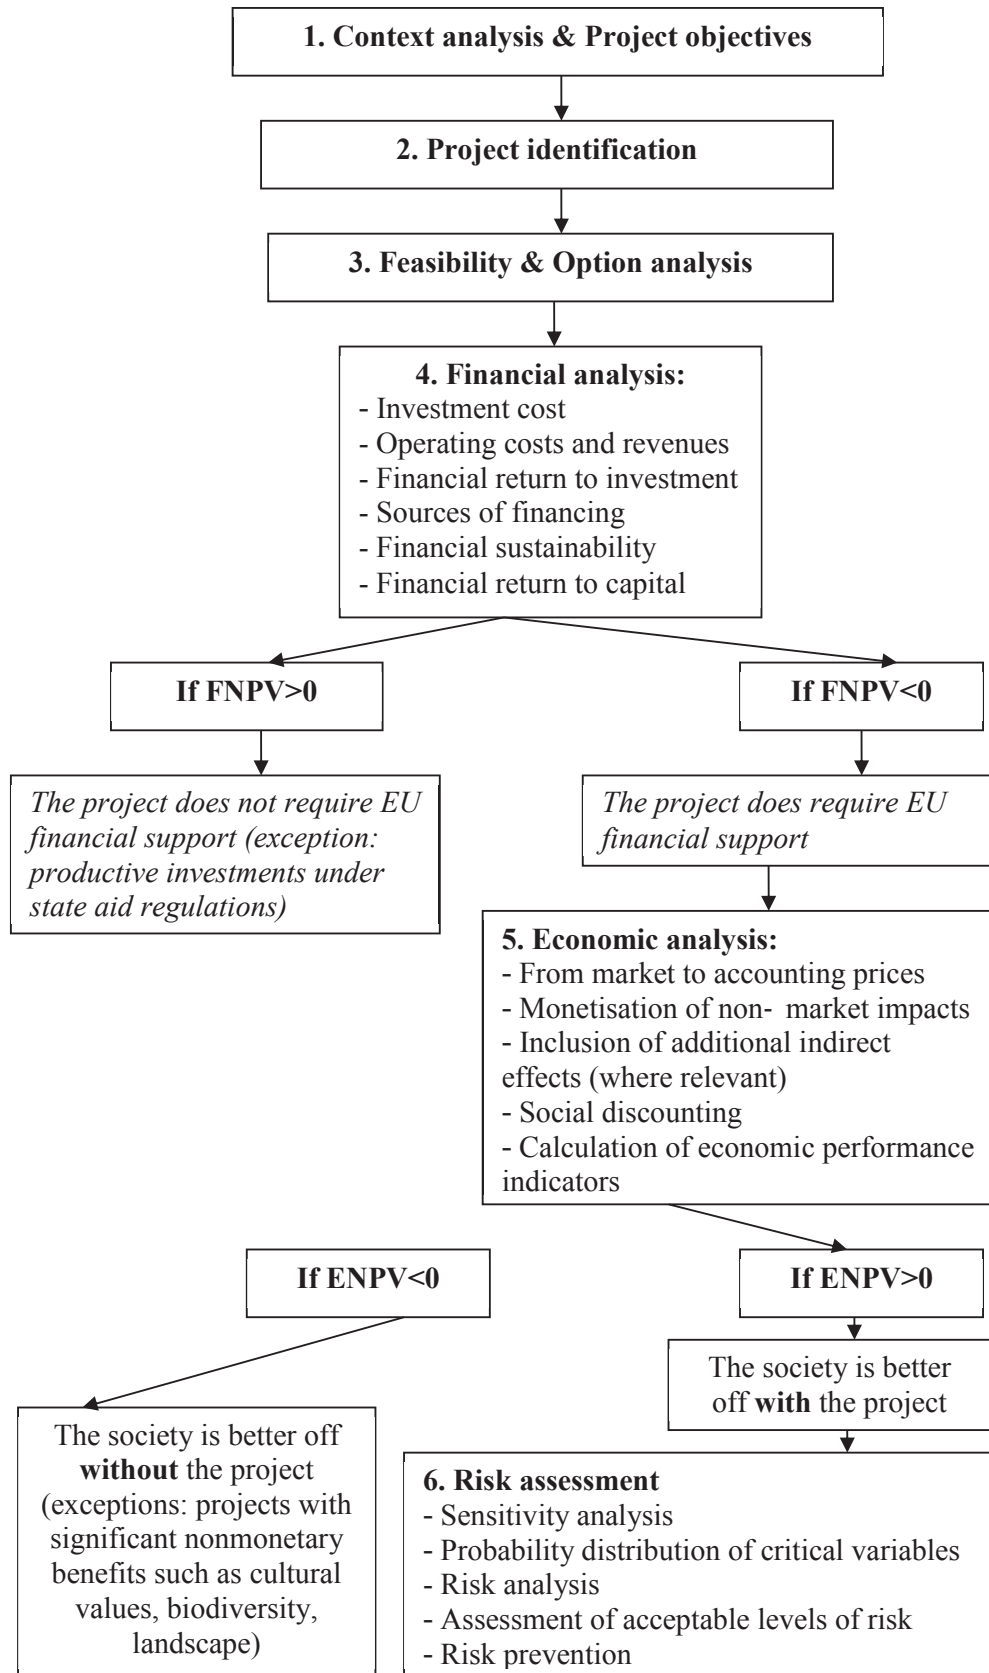 1. Context analysis & Project objectives
2. Project identification
3. Feasibility & Option analysis
4. Financial analysis:
- Investment cost
- Operating costs and revenues
- Financial return to investment
- Sources of financing
- Financial sustainability
- Financial return to capital
If FNPV>0
If FNPV<0
The project does not require EU
financial support (exception:
productive investments under
state aid regulations)
The project does require EU
financial support
5. Economic analysis:
- From market to accounting prices
- Monetisation of non- market impacts
- Inclusion of additional indirect
effects (where relevant)
- Social discounting
- Calculation of economic performance
indicators
If ENPV<0
If ENPV>0
The society is better
off with the project
The society is better off
without the project
(exceptions: projects with
significant nonmonetary
benefits such as cultural
values, biodiversity,
landscape)
6. Risk assessment
- Sensitivity analysis
- Probability distribution of critical variables
- Risk analysis
- Assessment of acceptable levels of risk
- Risk prevention